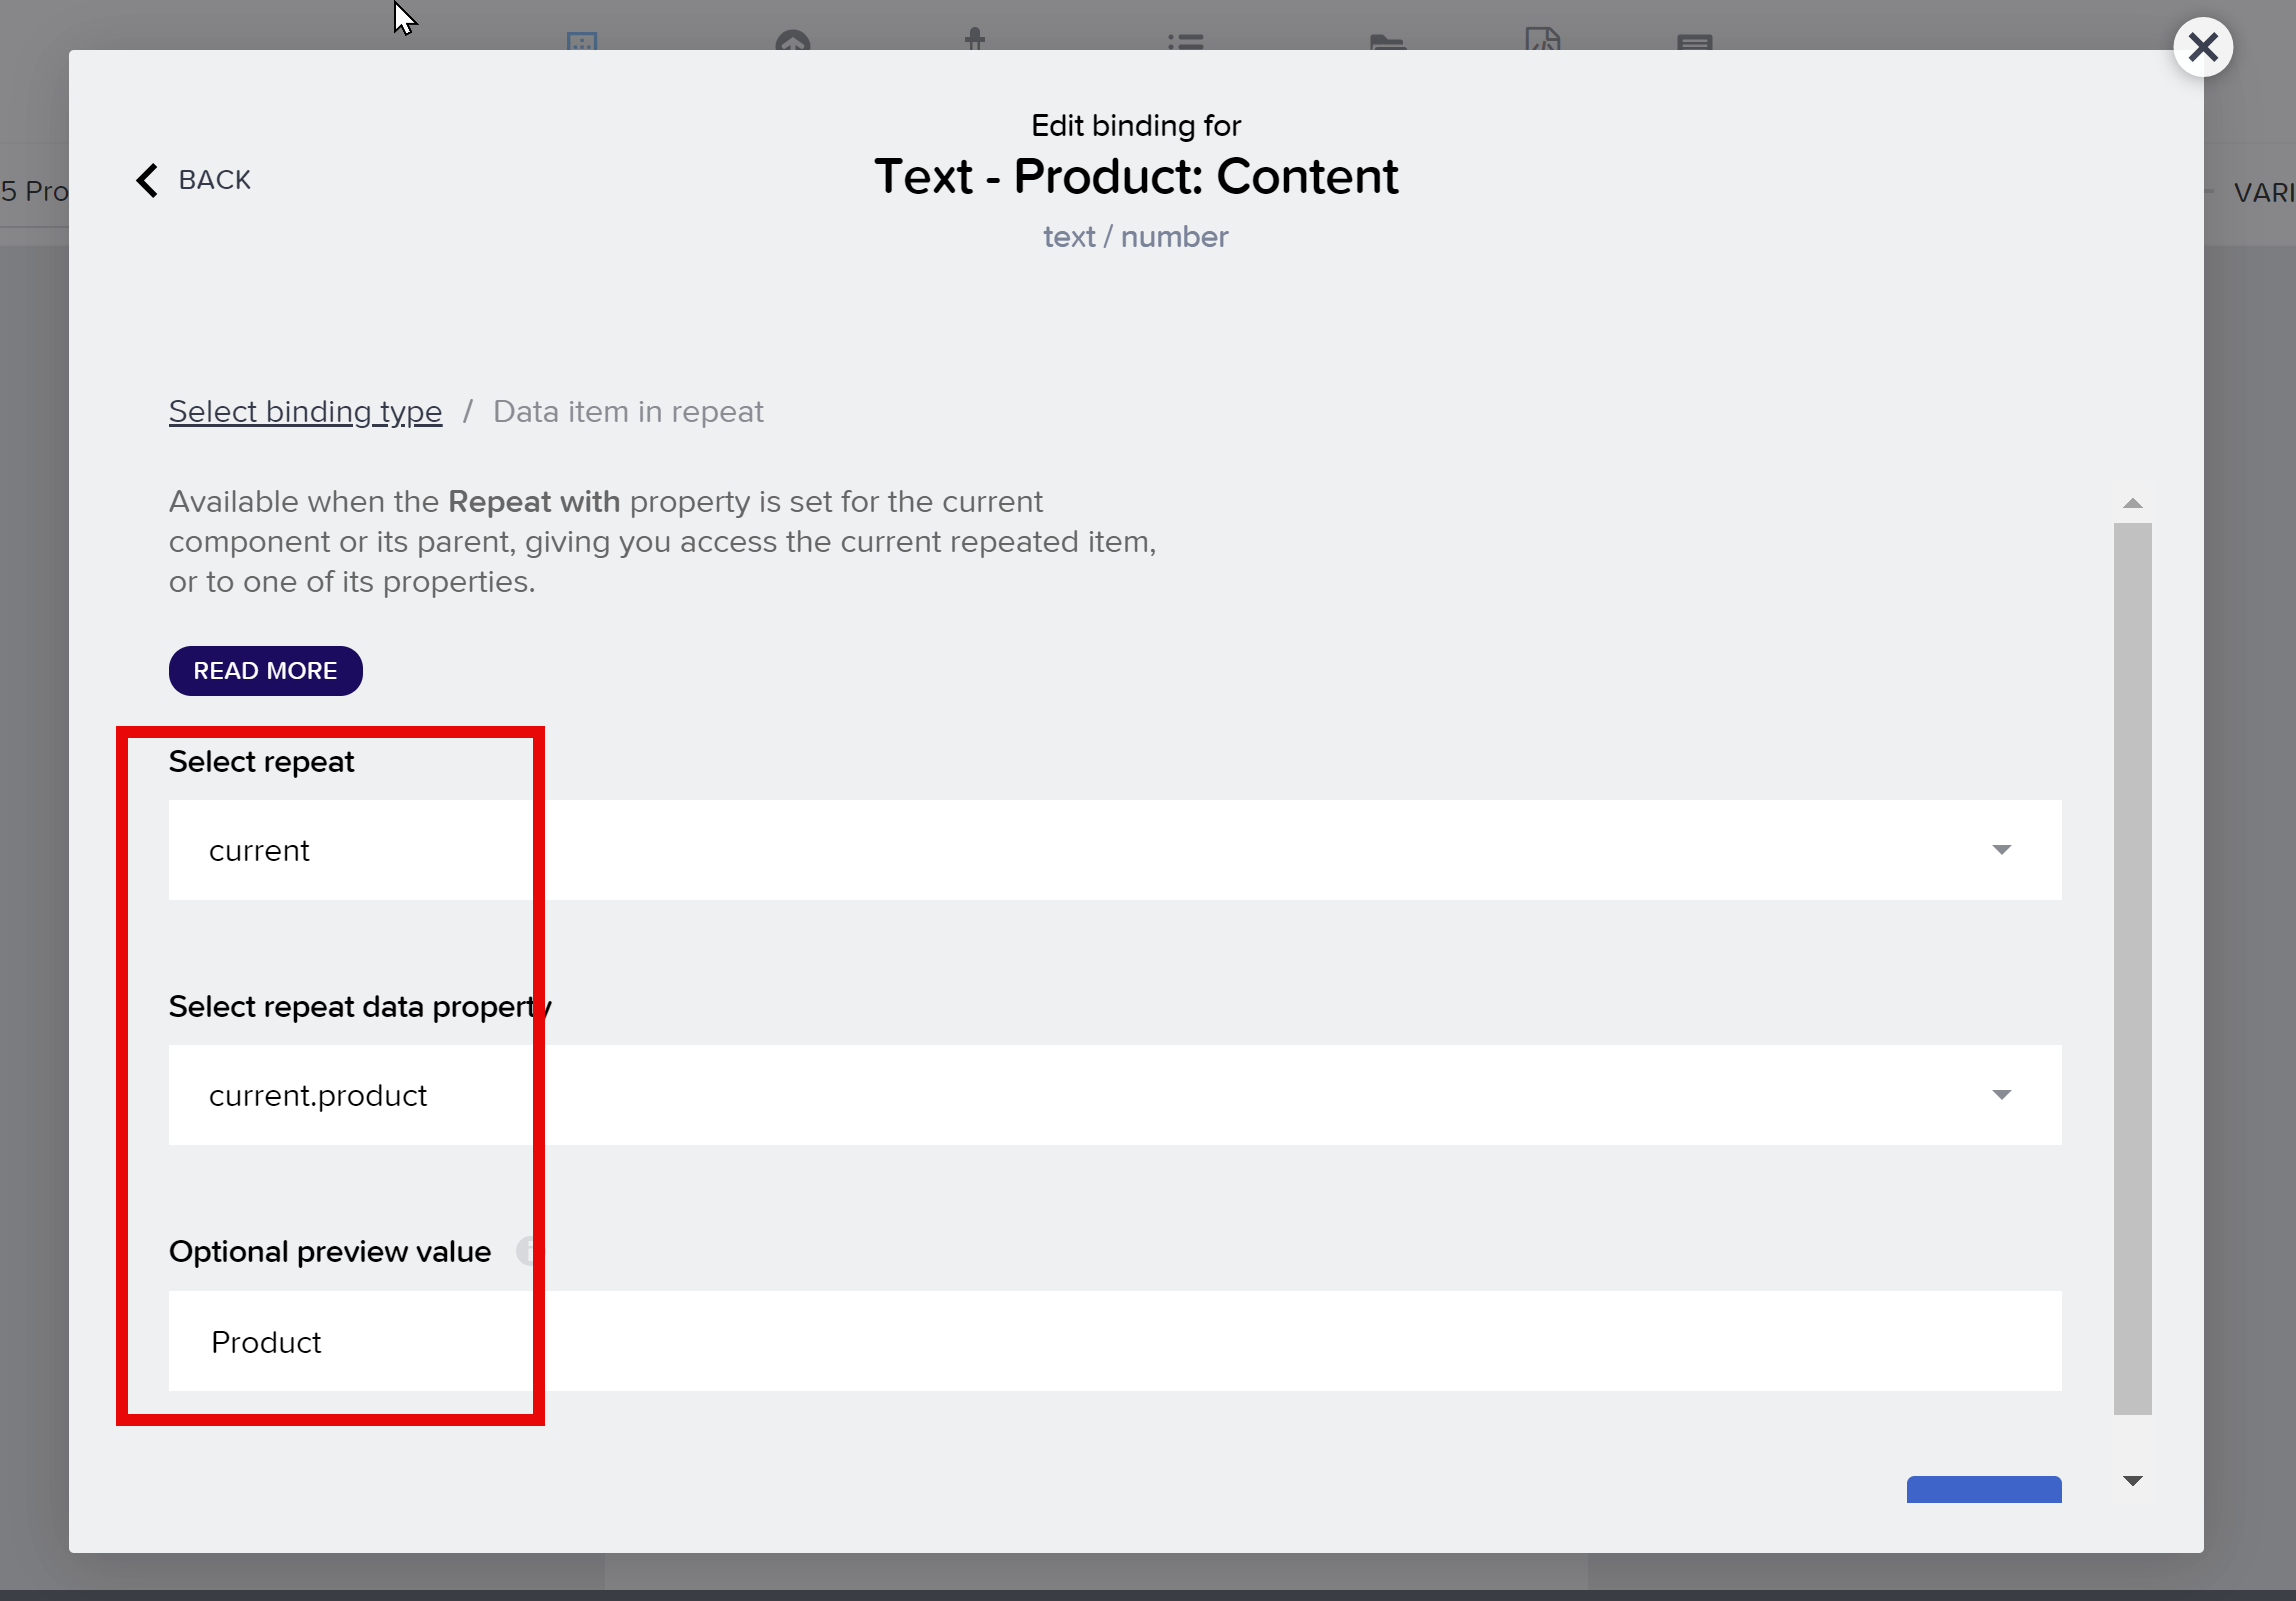 Edit binding for
BACK
Text - Product: Content
5 Pro
VARI
text / number
Select binding type / Data item in repeat
Available when the Repeat with property is set for the current
component or its parent, giving you access the current repeated item,
or to one of its properties.
READ MORE
Select repeat
current
Select repeat data property
current.product
Optional preview value
Product